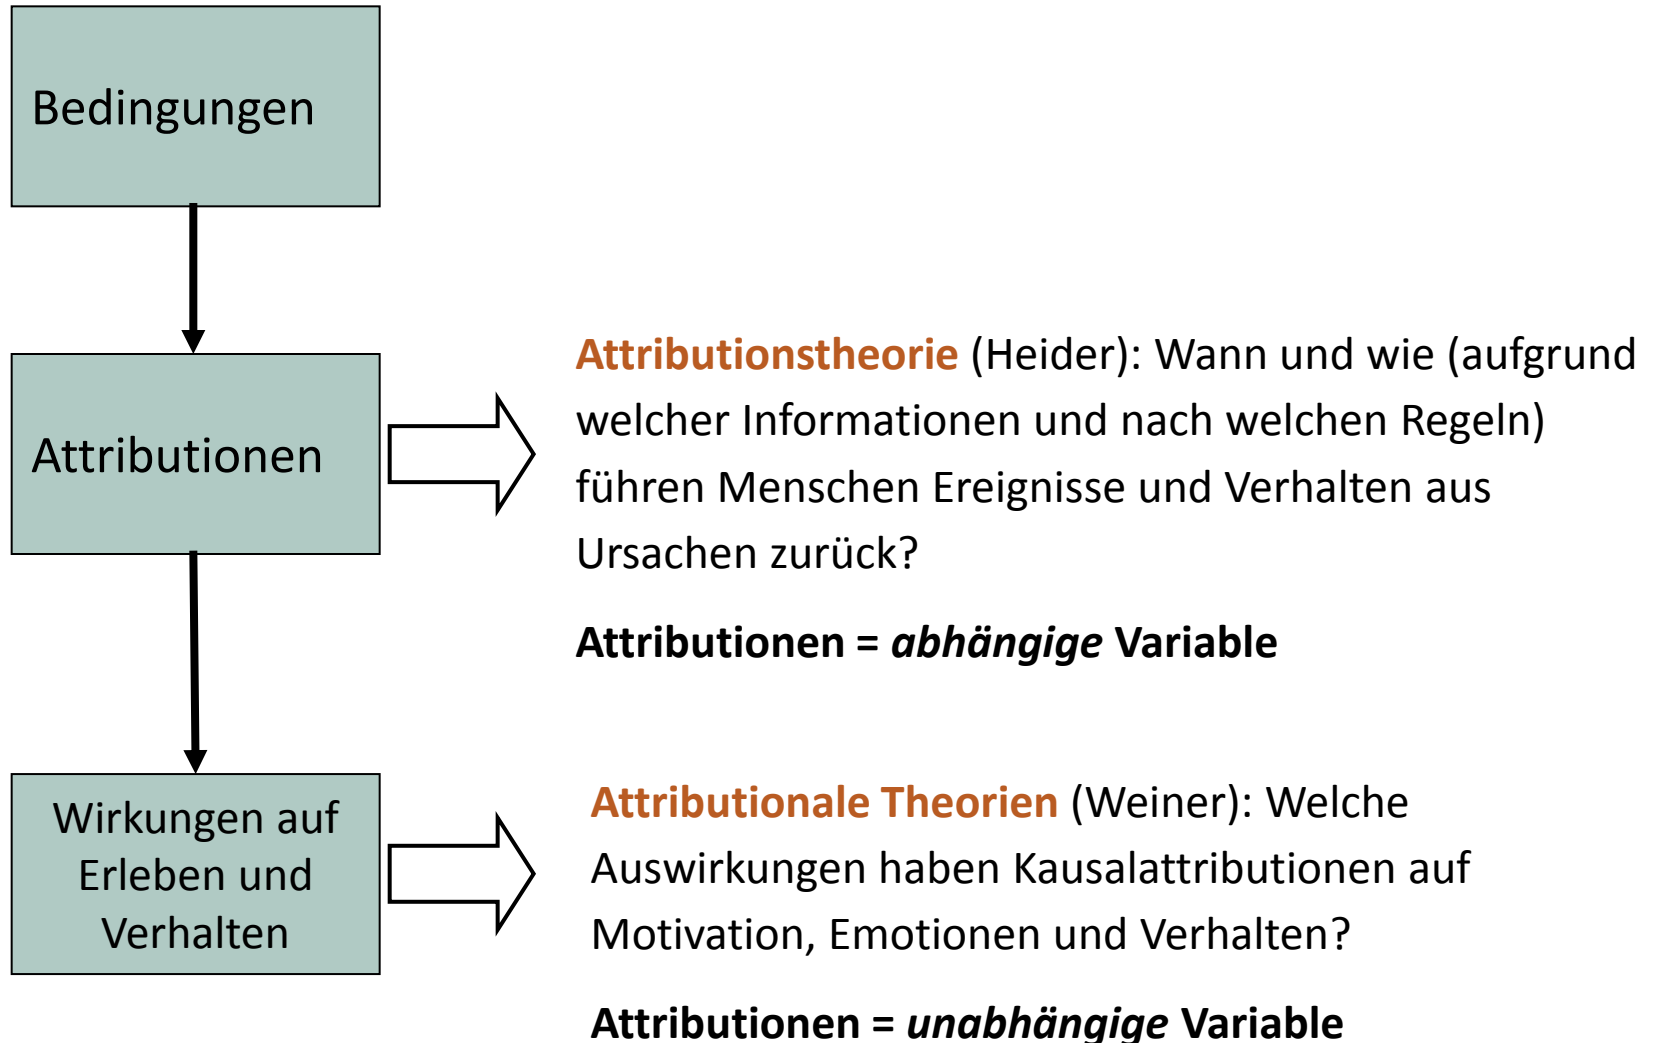 Bedingungen
Attributionen
Attributionstheorie (Heider): Wann und wie (aufgrund
welcher Informationen und nach welchen Regeln)
führen Menschen Ereignisse und Verhalten aus
Ursachen zurück?
Attributionen = abhängige Variable
Wirkungen auf
Erleben und
Verhalten
Attributionale Theorien (Weiner): Welche
Auswirkungen haben Kausalattributionen auf
Motivation, Emotionen und Verhalten?
Attributionen = unabhängige Variable